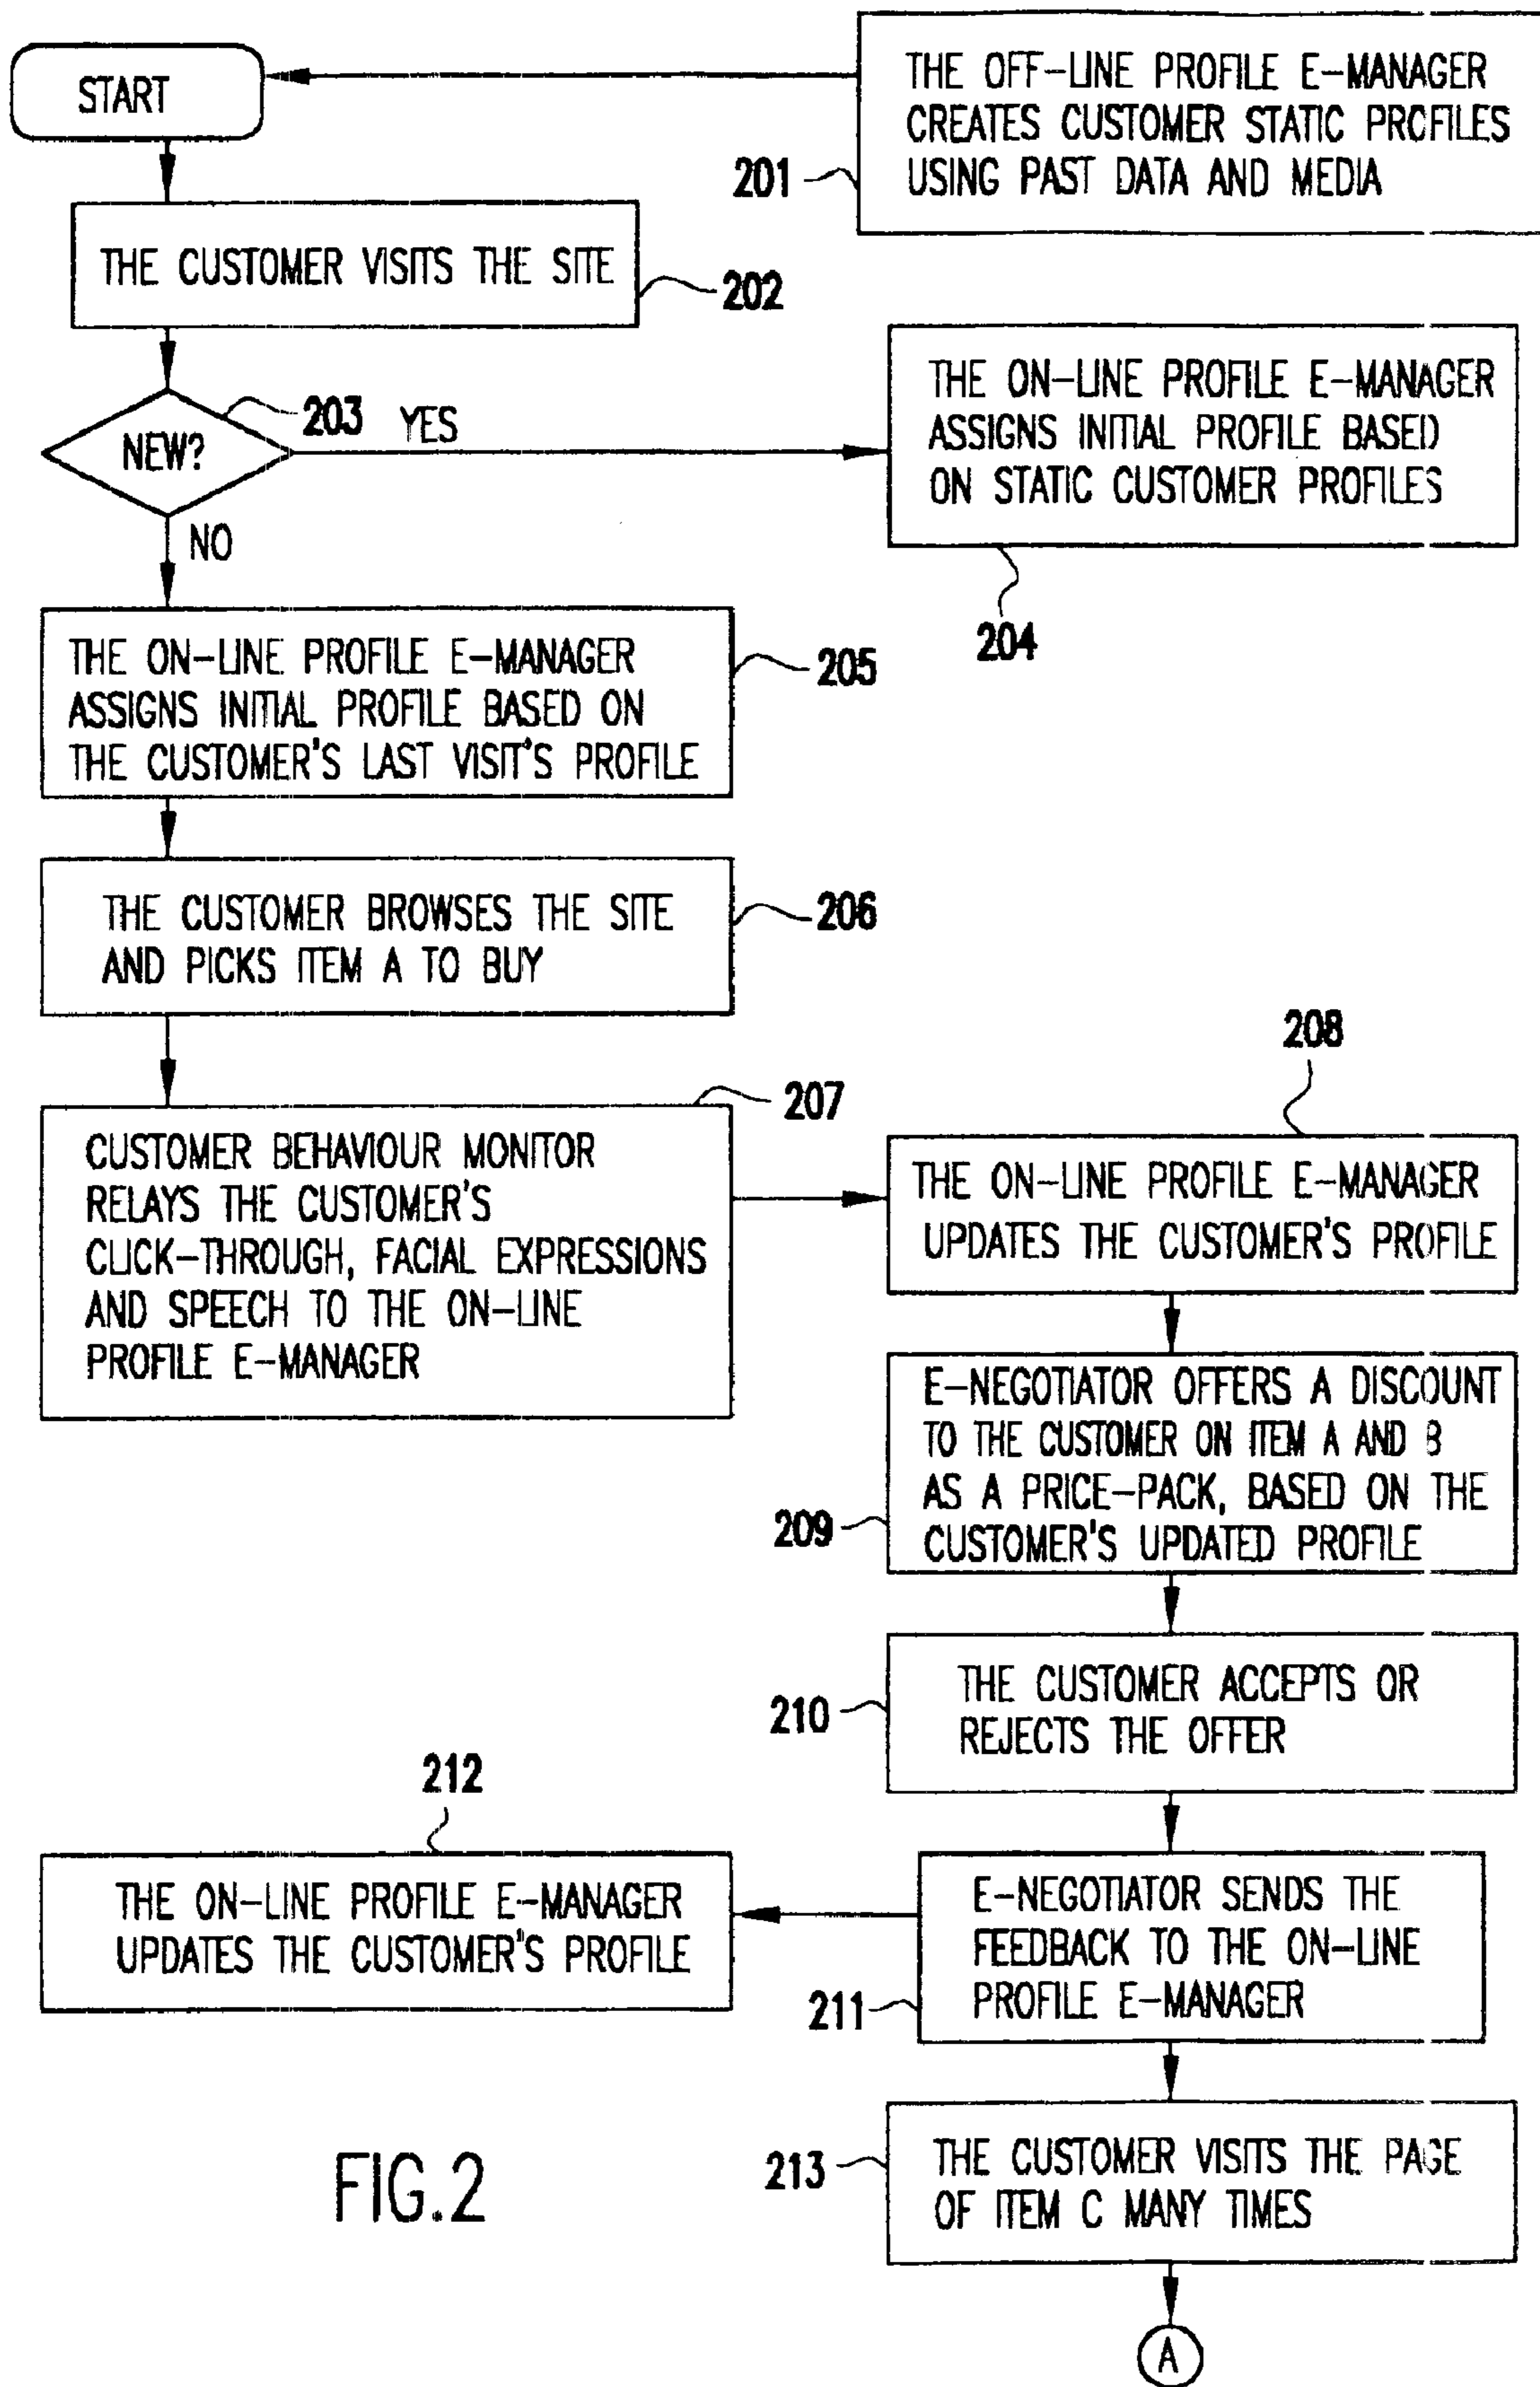 START
THE OFF-LINE PROFILE E-MANAGER
CREATES CUSTOMER STATIC PROFILES
USING PAST DATA AND MEDIA
201
THE CUSTOMER VISITS THE SITE
202
NEW?
203
YES
NO
THE ON-LINE PROFILE E-MANAGER
ASSIGNS INITIAL PROFILE BASED
ON STATIC CUSTOMER PROFILES
204
THE ON-LINE PROFILE E-MANAGER
ASSIGNS INITIAL PROFILE BASED ON
THE CUSTOMER'S LAST VISIT'S PROFILE
205
THE CUSTOMER BROWSES THE SITE
AND PICKS ITEM A TO BUY
206
CUSTOMER BEHAVIOUR MONITOR
RELAYS THE CUSTOMER'S
CLICK-THROUGH, FACIAL EXPRESSIONS
AND SPEECH TO THE ON-LINE
PROFILE E-MANAGER
207
208
THE ON-LINE PROFILE E-MANAGER
UPDATES THE CUSTOMER'S PROFILE
E-NEGOTIATOR OFFERS A DISCOUNT
TO THE CUSTOMER ON ITEM A AND B
AS A PRICE-PACK, BASED ON THE
CUSTOMER'S UPDATED PROFILE
209
THE CUSTOMER ACCEPTS OR
REJECTS THE OFFER
210
E-NEGOTIATOR SENDS THE
FEEDBACK TO THE ON-LINE
PROFILE E-MANAGER
211
212
THE ON-LINE PROFILE E-MANAGER
UPDATES THE CUSTOMER'S PROFILE
THE CUSTOMER VISITS THE PAGE
OF ITEM C MANY TIMES
213
A
FIG.2